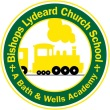 Bishops Lydeard Church School
A Bath & Wells Academy